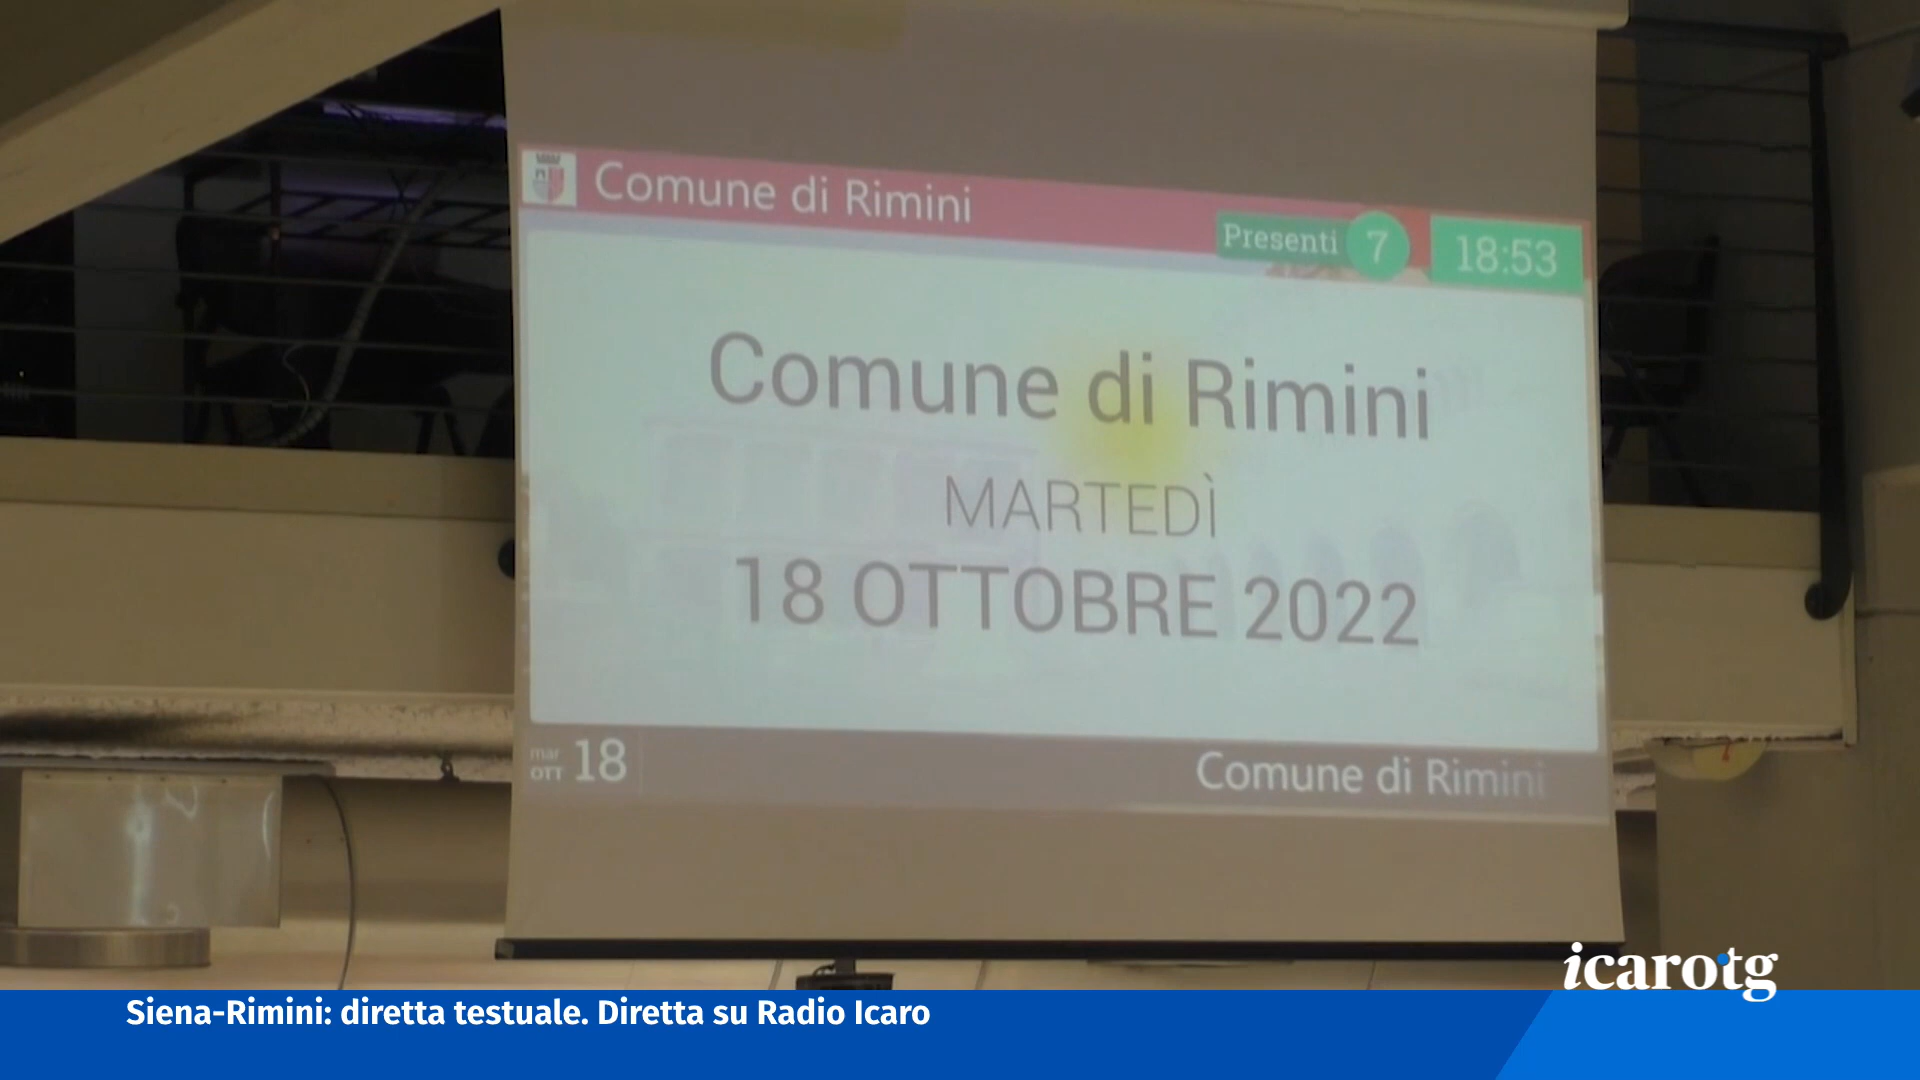 Comune di Rimini
Presenti 7 18:53
Comune di Rimini
MARTEDÌ
18 OTTOBRE 2022
mar
OTT 18
Comune di Rimini
icarotg
Siena-Rimini: diretta testuale. Diretta su Radio Icaro